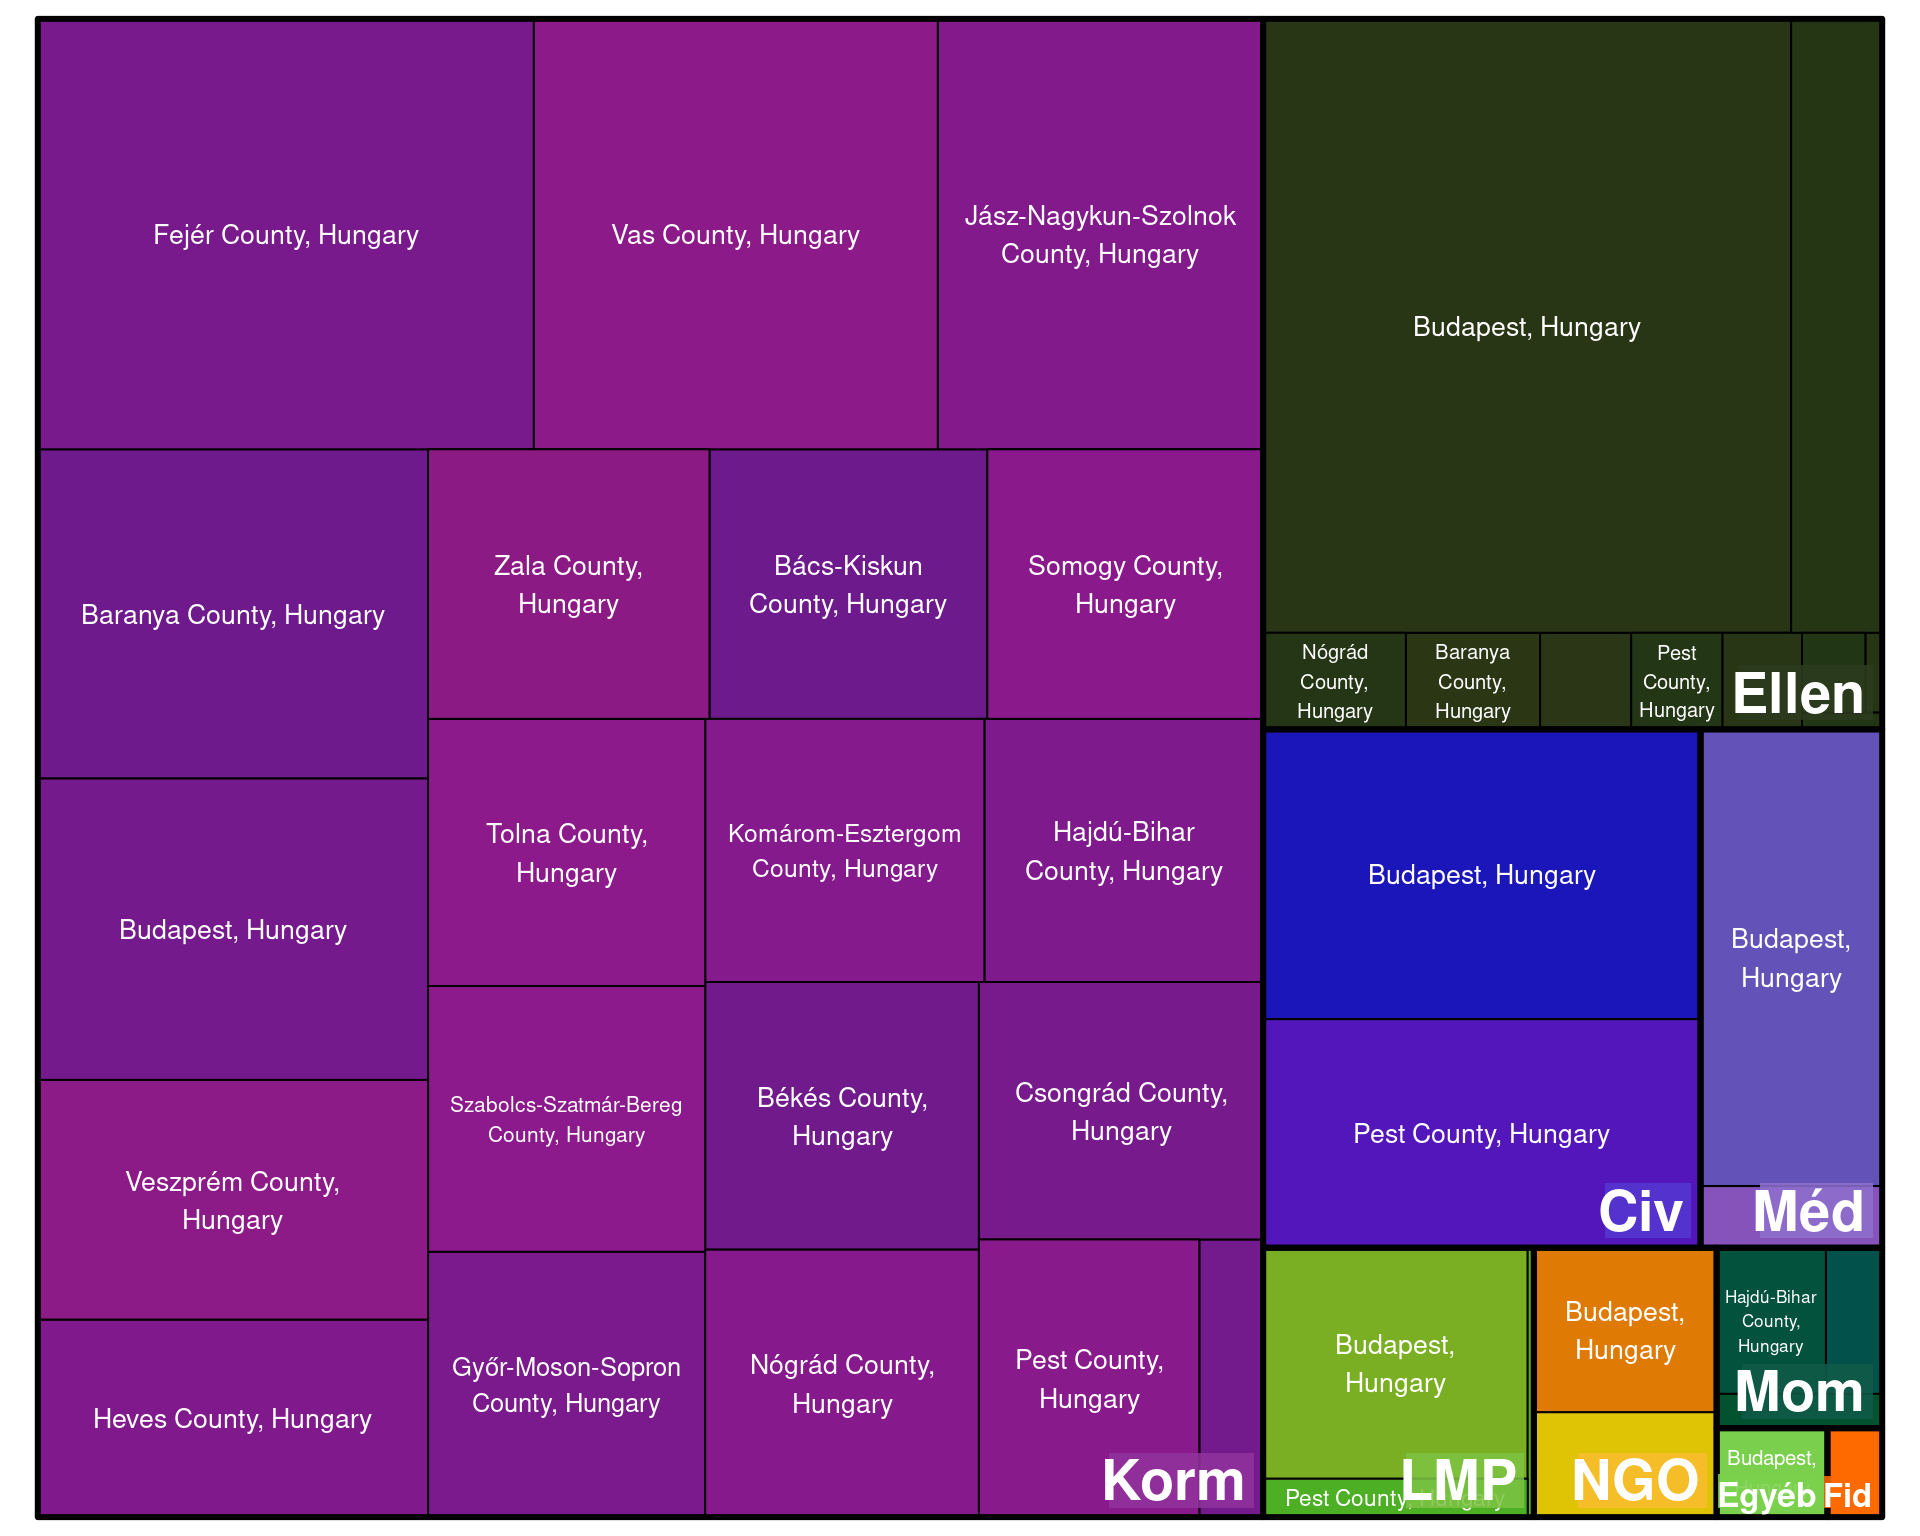 Fejér County, Hungary
Vas County, Hungary
Jász-Nagykun-Szolnok
County, Hungary
Baranya County, Hungary
Zala County,
Hungary
Bács-Kiskun
County, Hungary
Somogy County,
Hungary
Budapest, Hungary
Tolna County,
Hungary
Komárom-Esztergom
County, Hungary
Hajdú-Bihar
County, Hungary
Veszprém County,
Hungary
Szabolcs-Szatmár-Bereg
County, Hungary
Békés County,
Hungary
Csongrád County,
Hungary
Heves County, Hungary
Győr-Moson-Sopron
County, Hungary
Nógrád County,
Hungary
Pest County,
Hungary
Korm
Budapest, Hungary
Nógrád
County,
Hungary
Baranya
County,
Hungary
Pest
County,
Hungary
Ellen
Budapest, Hungary
Pest County, Hungary
Civ
Budapest,
Hungary
Méd
Budapest,
Hungary
Pest County, Hungary
LMP
Budapest,
Hungary
NGO
Hajdú-Bihar
County,
Hungary
Mom
Budapest,
Egyéb
Fid